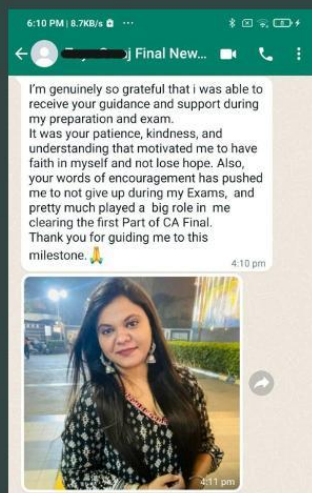 6:10 PM | 8.7KB/s
Final New...
I'm genuinely so grateful that i was able to
receive your guidance and support during
my preparation and exam.
It was your patience, kindness, and
understanding that motivated me to have
faith in myself and not lose hope. Also,
your words of encouragement has pushed
me to not give up during my Exams, and
pretty much played a big role in me
clearing the first Part of CA Final.
Thank you for guiding me to this
milestone.🙏
4:10 pm
4:11 pm